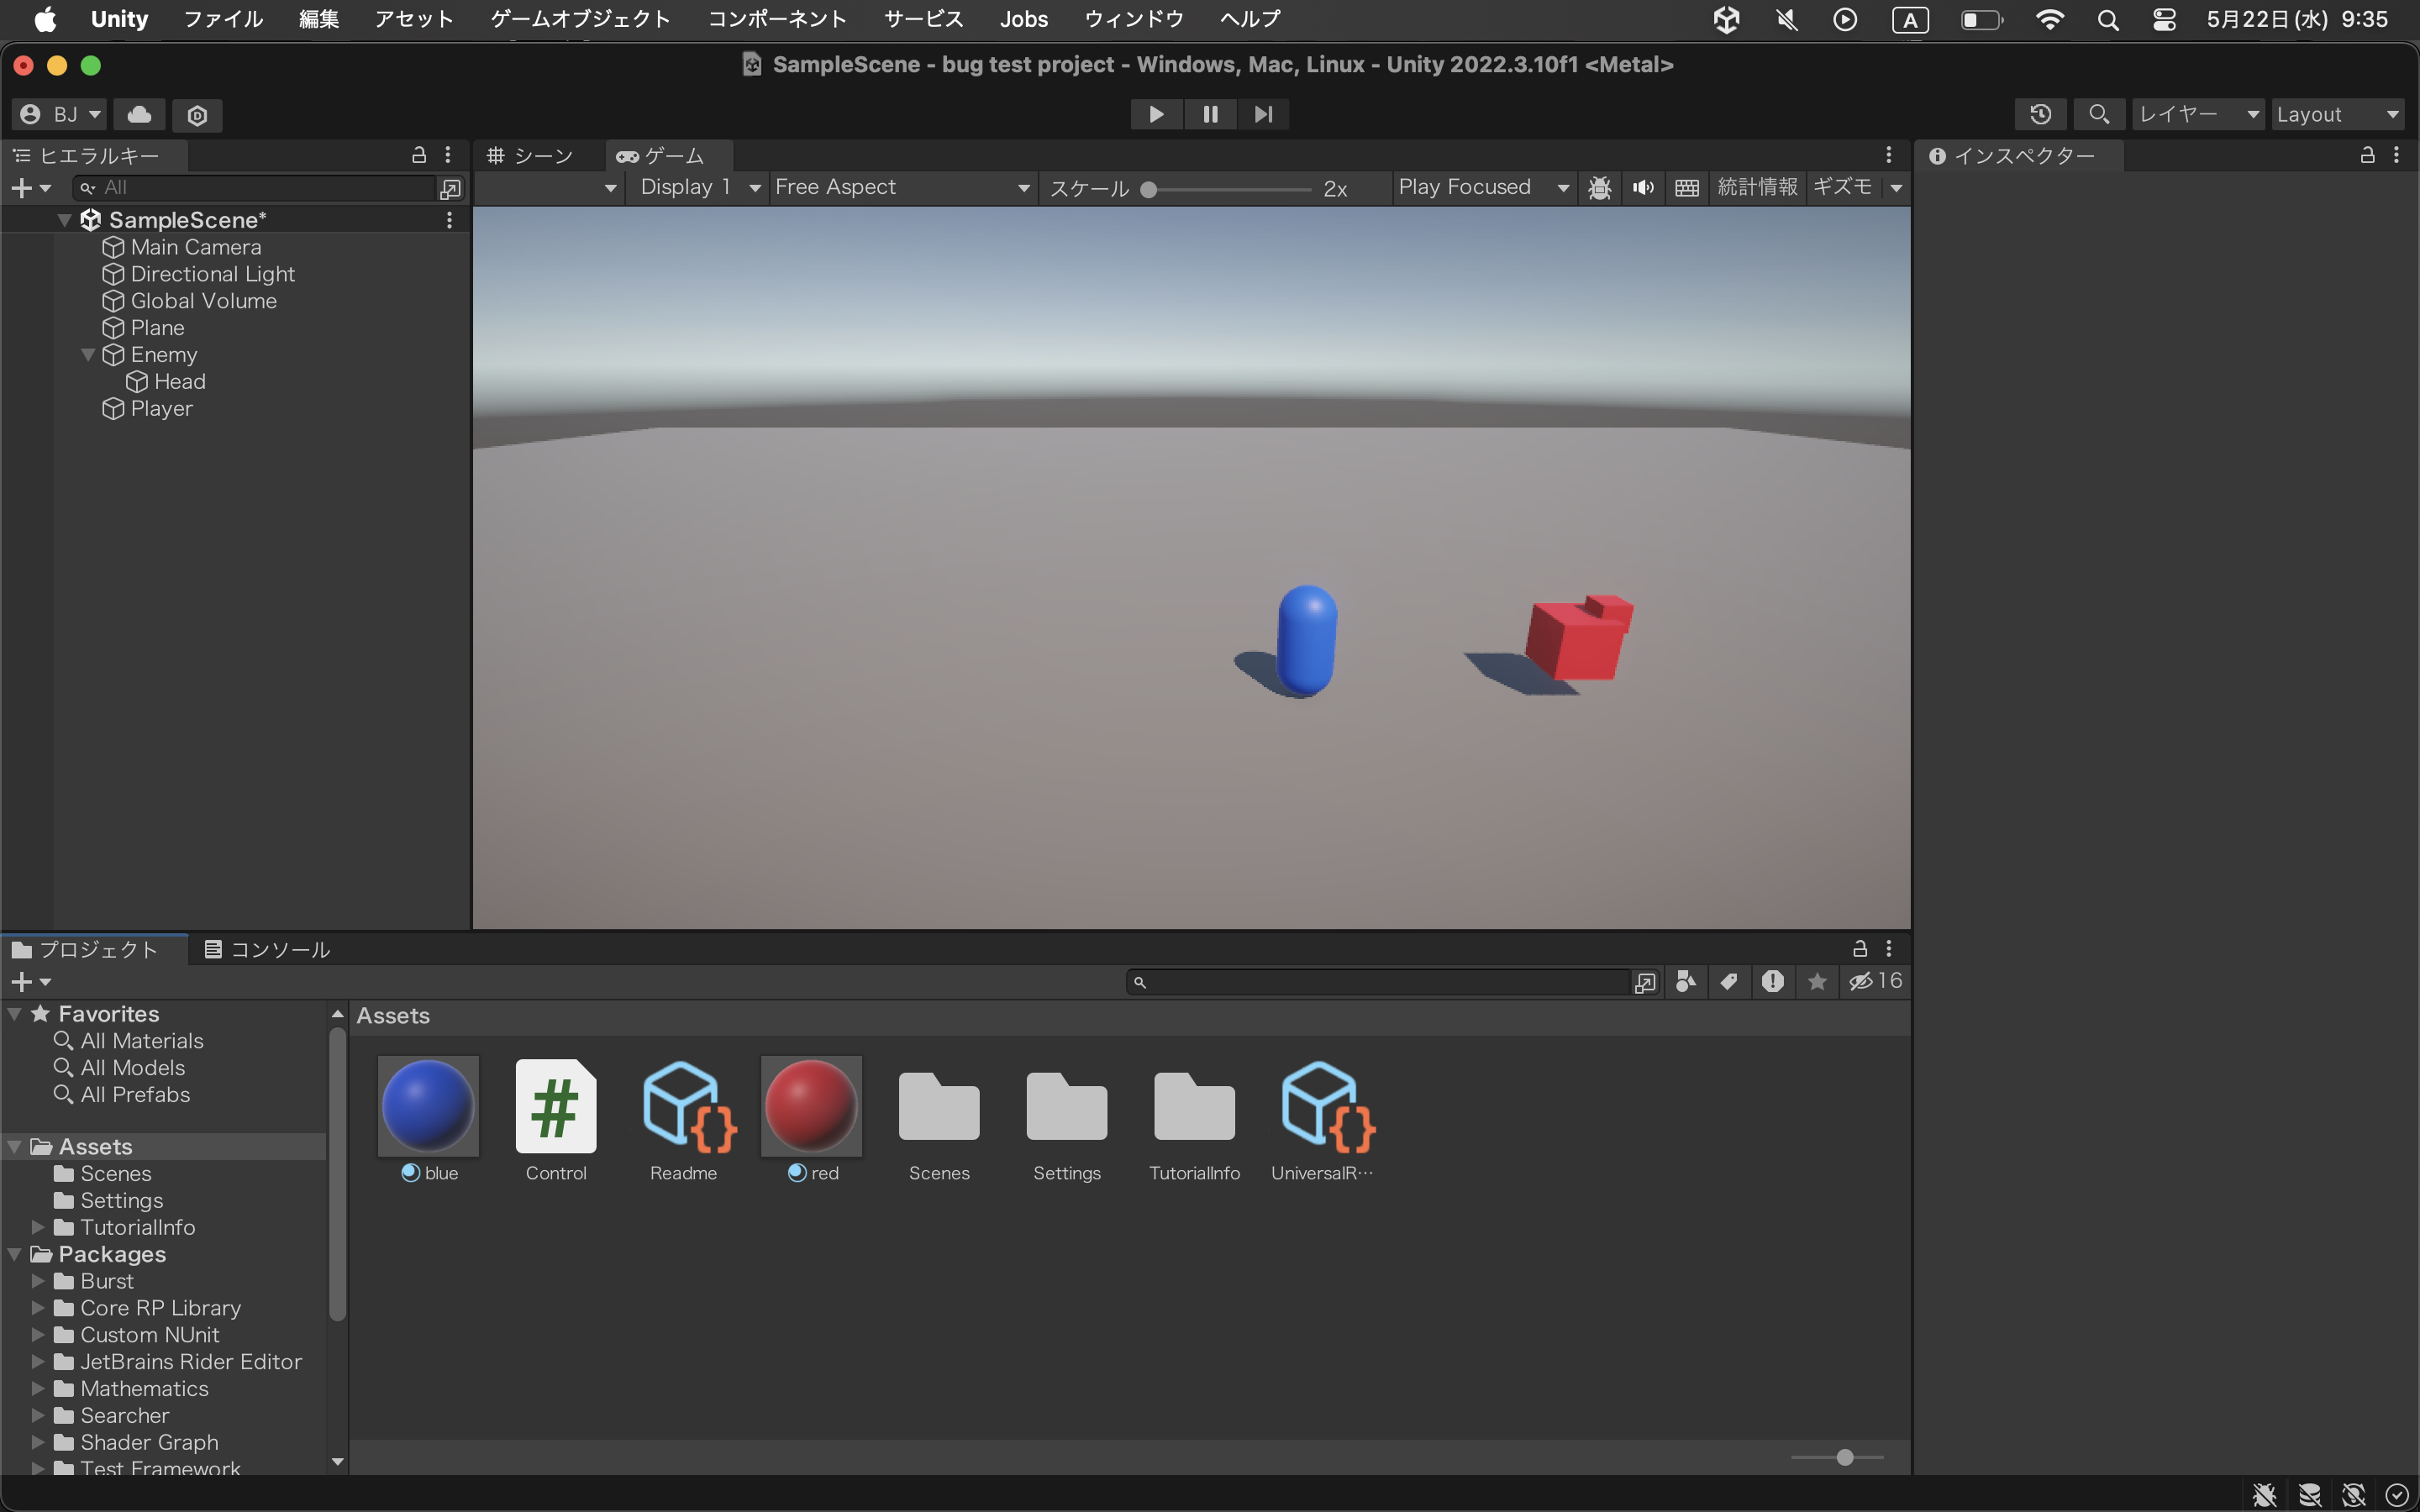 Unity ファイル 編集 アセット ゲームオブジェクト コンポーネント サービス Jobs ウィンドウ ヘルプ A 5月22日(水) 9:35
SampleScene - bug test project - Windows, Mac, Linux - Unity 2022.3.10f1 <Metal>
BJ レイヤー Layout
ヒエラルキー シーン ゲーム インスペクター
All Display 1 Free Aspect スケール 2x Play Focused 統計情報 ギズモ
SampleScene*
Main Camera
Directional Light
Global Volume
Plane
Enemy
Head
Player
プロジェクト コンソール
16
Favorites
All Materials
All Models
All Prefabs
Assets
Scenes
Settings
TutorialInfo
Packages
Burst
Core RP Library
Custom NUnit
JetBrains Rider Editor
Mathematics
Searcher
Shader Graph
Test Framework
Assets
blue Control Readme red Scenes Settings TutorialInfo UniversalR…